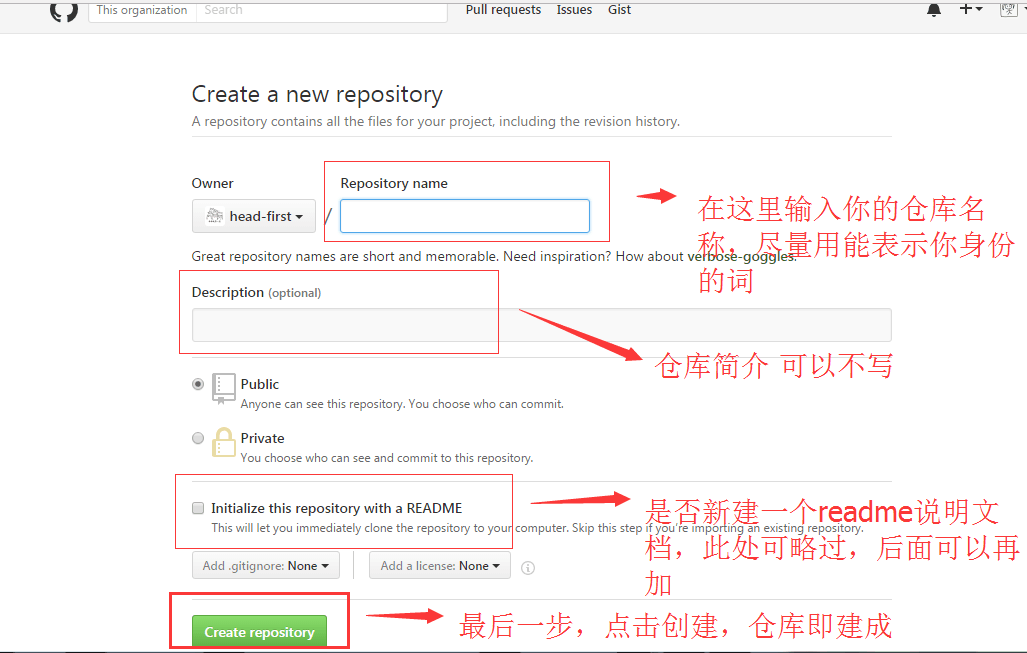 This organization Search Pull requests Issues Gist
Create a new repository
A repository contains all the files for your project, including the revision history.
Owner
Repository name
head-first /
在这里输入你的仓库名
称，尽量用能表示你身份
的词
Great repository names are short and memorable. Need inspiration? How about verbose-goggles.
Description (optional)
仓库简介 可以不写
Public
Anyone can see this repository. You choose who can commit.
Private
You choose who can see and commit to this repository.
Initialize this repository with a README
This will let you immediately clone the repository to your computer. Skip this step if you're importing an existing repository.
是否新建一个readme说明文
档，此处可略过，后面可以再
加
Add .gitignore: None
Add a license: None
Create repository
最后一步，点击创建，仓库即建成